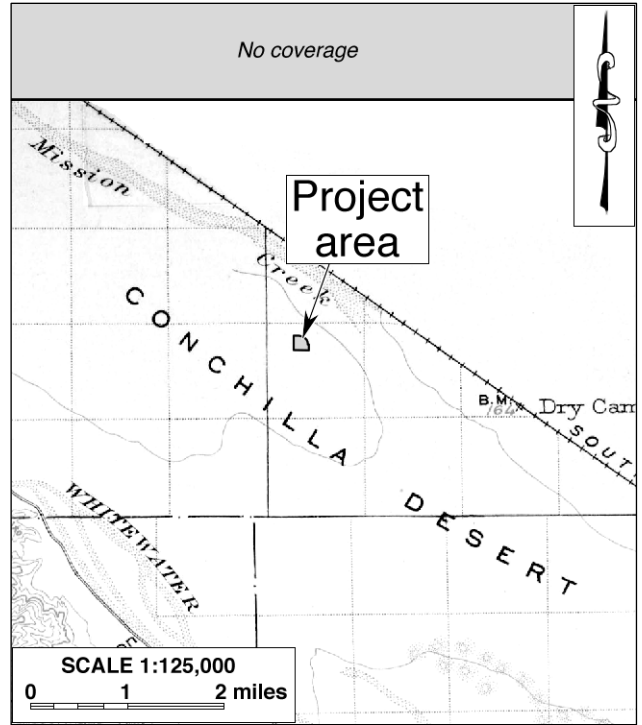 No coverage
Mission
Project
area
Creek
CONCHILLA
B.M.
164
Dry Cam
SOUT
DESERT
WHITEWATER
SCALE 1:125,000
0 1 2 miles